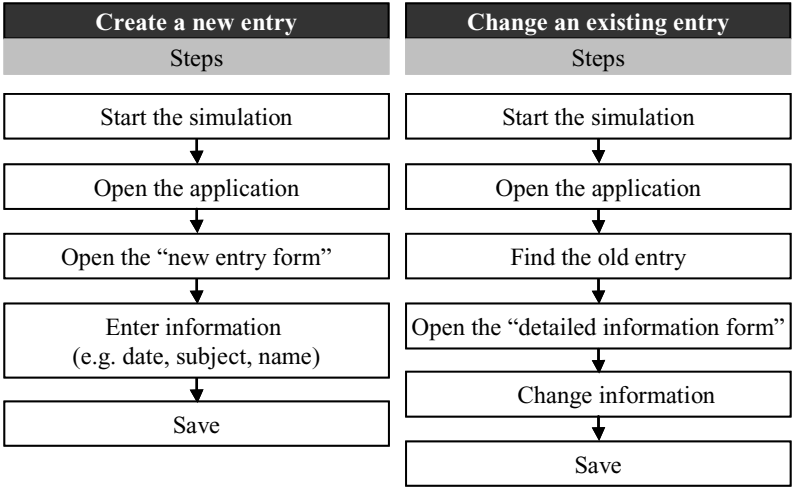 Create a new entry
Steps
Start the simulation
Open the application
Open the “new entry form”
Enter information
(e.g. date, subject, name)
Save
Change an existing entry
Steps
Start the simulation
Open the application
Find the old entry
Open the “detailed information form”
Change information
Save